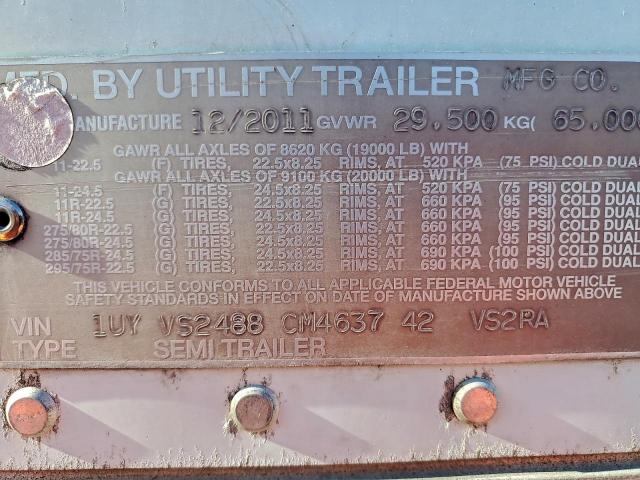 MFD. BY UTILITY TRAILER MFG CO.
MANUFACTURE 12/2011 GVWR 29,500 KG( 65,000
GAWR ALL AXLES OF 8620 KG (19000 LB) WITH
11-22.5 (F) TIRES, 22.5x8.25 RIMS, AT 520 KPA (75 PSI) COLD DUAL
GAWR ALL AXLES OF 9100 KG (20000 LB) WITH
11-24.5 (F) TIRES, 24.5x8.25 RIMS, AT 520 KPA (75 PSI) COLD DUAL
11R-22.5 (G) TIRES, 22.5x8.25 RIMS, AT 660 KPA (95 PSI) COLD DUAL
11R-24.5 (G) TIRES, 24.5x8.25 RIMS, AT 660 KPA (95 PSI) COLD DUAL
275/80R-22.5 (G) TIRES, 22.5x8.25 RIMS, AT 660 KPA (95 PSI) COLD DUAL
275/80R-24.5 (G) TIRES, 24.5x8.25 RIMS, AT 660 KPA (95 PSI) COLD DUAL
285/75R-24.5 (G) TIRES, 24.5x8.25 RIMS, AT 690 KPA (100 PSI) COLD DUAL
295/75R-22.5 (G) TIRES, 22.5x8.25 RIMS, AT 690 KPA (100 PSI) COLD DUAL
THIS VEHICLE CONFORMS TO ALL APPLICABLE FEDERAL MOTOR VEHICLE
SAFETY STANDARDS IN EFFECT ON DATE OF MANUFACTURE SHOWN ABOVE
VIN 1UY VS2488 CM4637 42 VS2RA
TYPE SEMI TRAILER